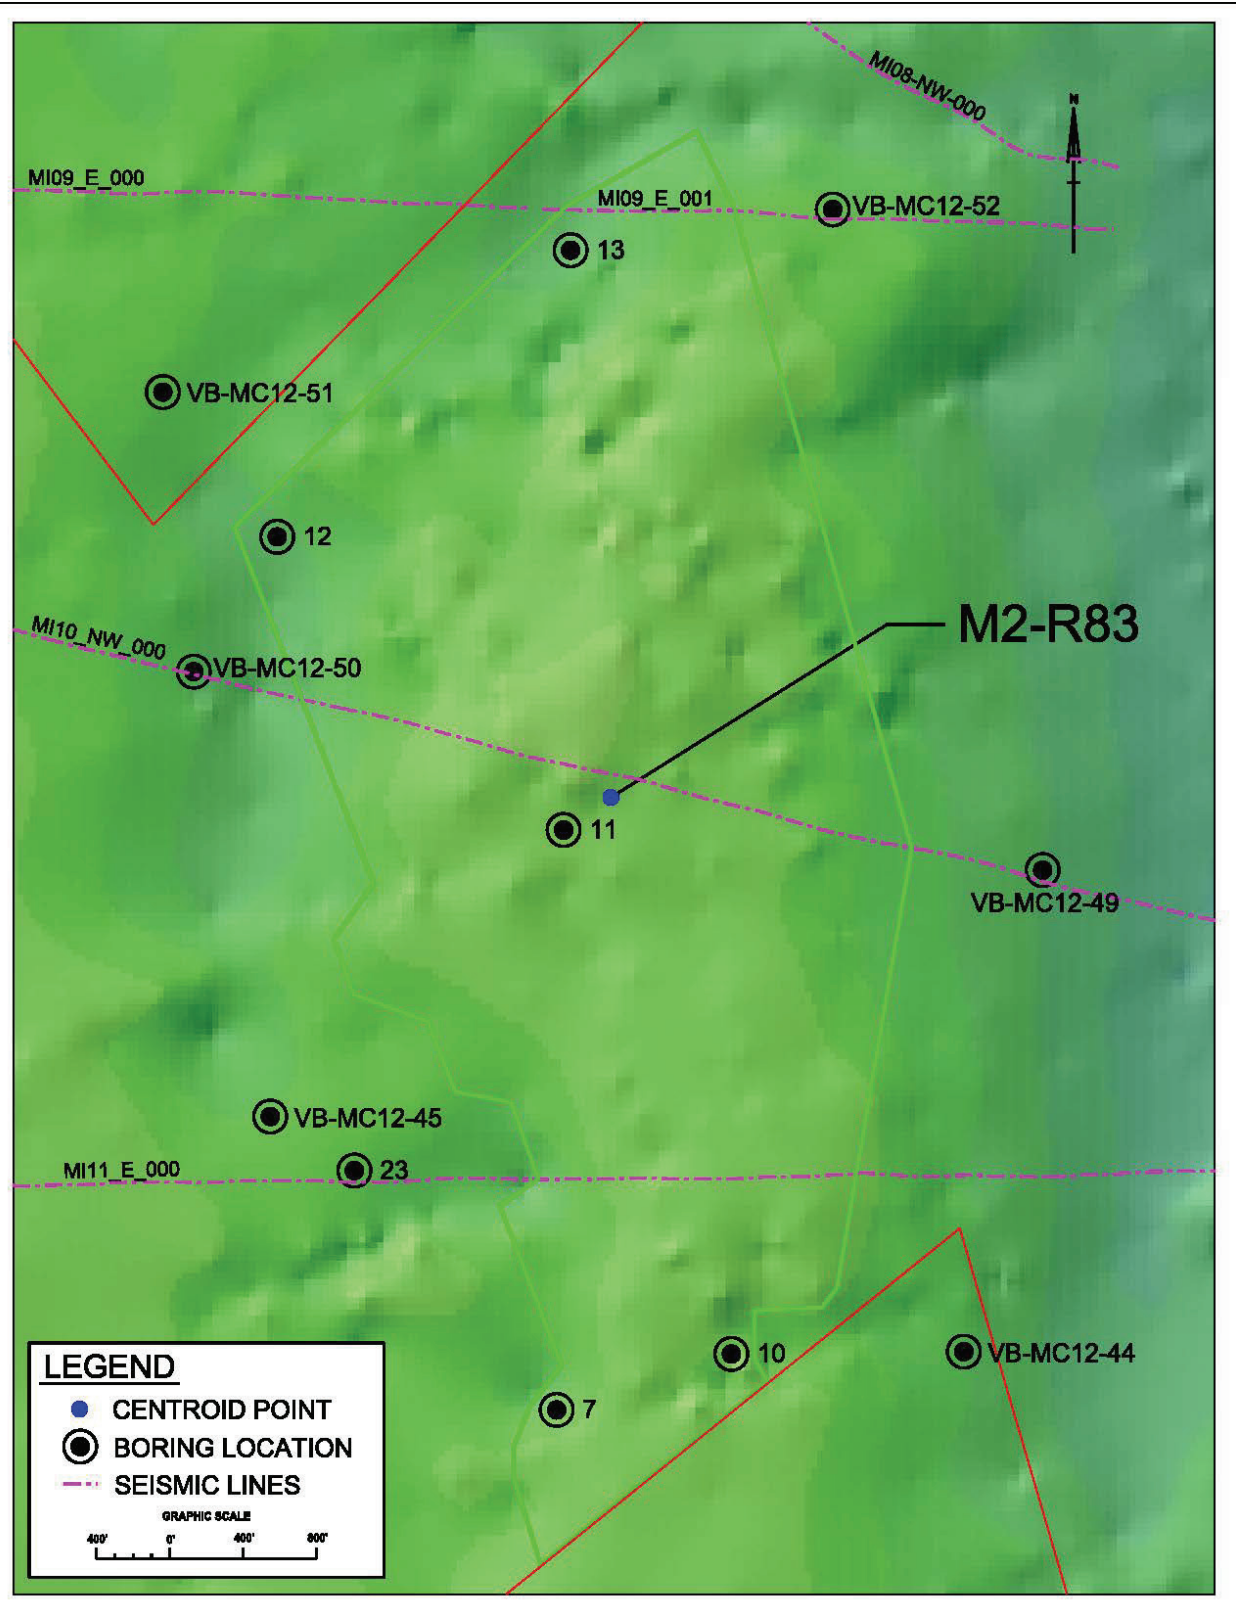 MI08-NW-000
N
MI09_E_000
MI09_E_001
VB-MC12-52
13
VB-MC12-51
12
M2-R83
MI10_NW_000
VB-MC12-50
11
VB-MC12-49
VB-MC12-45
MI11_E_000
23
10
VB-MC12-44
7
LEGEND
CENTROID POINT
BORING LOCATION
SEISMIC LINES
GRAPHIC SCALE
400' 0' 400' 800'